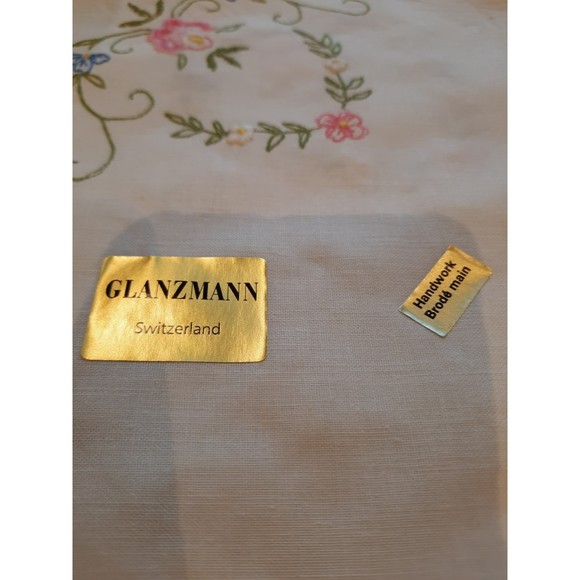 GLANZMANN
Switzerland
Handwork
Brodé main